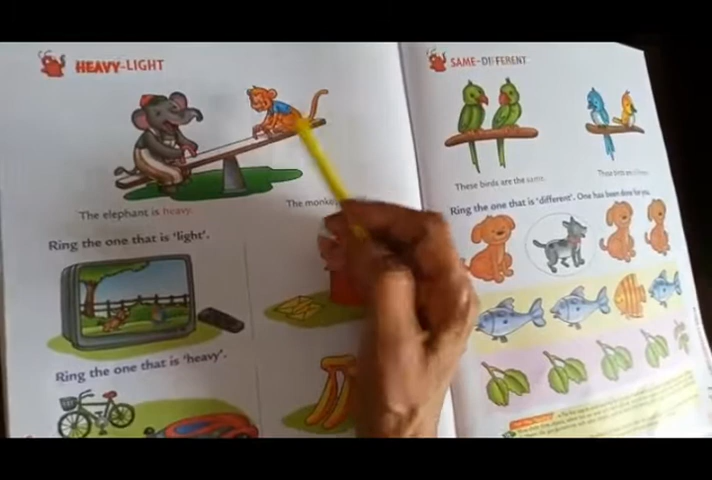 HEAVY-LIGHT
The elephant is heavy.
The monkey
Ring the one that is 'light'.
Ring the one that is 'heavy'.
SAME-DIFFERENT
These birds are the same.
These birds are
Ring the one that is 'different'. One has been done for you.